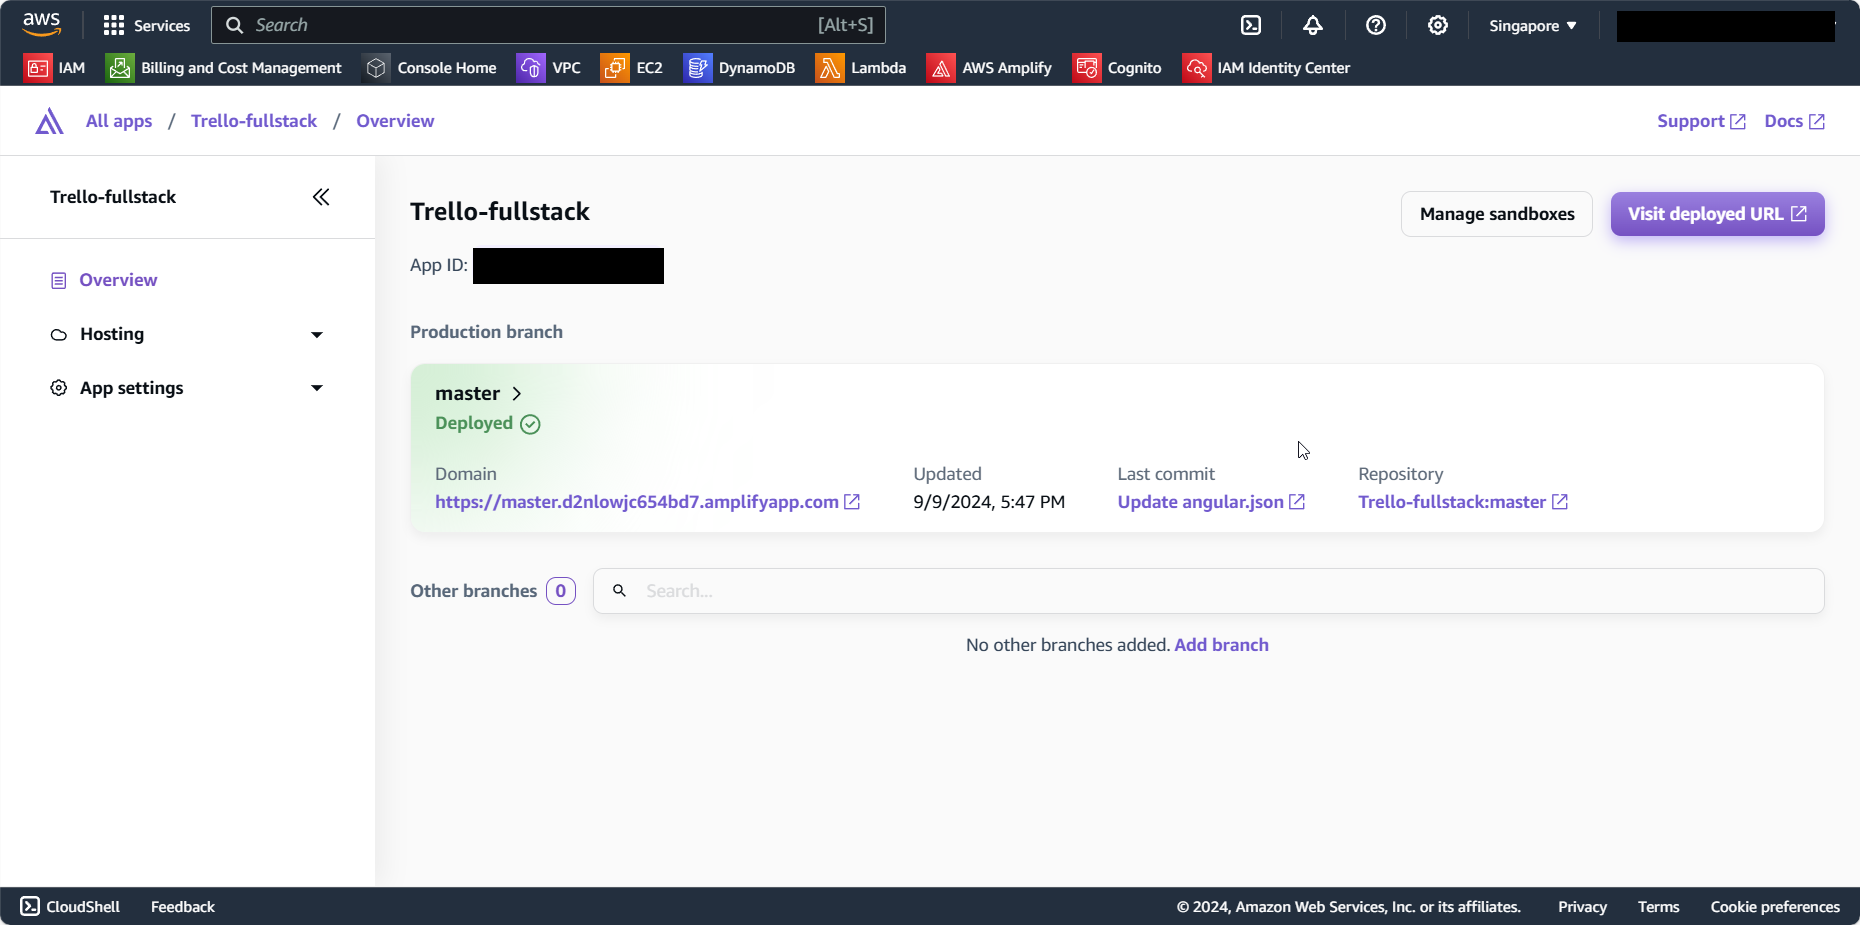 aws
Services
Search [Alt+S]
Singapore
IAM
Billing and Cost Management
Console Home
VPC
EC2
DynamoDB
Lambda
AWS Amplify
Cognito
IAM Identity Center
All apps / Trello-fullstack / Overview
Support
Docs
Trello-fullstack
Overview
Hosting
App settings
Trello-fullstack
Manage sandboxes
Visit deployed URL
App ID:
Production branch
master
Deployed
Domain
https://master.d2nlowjc654bd7.amplifyapp.com
Updated
9/9/2024, 5:47 PM
Last commit
Update angular.json
Repository
Trello-fullstack:master
Other branches 0
Search...
No other branches added. Add branch
CloudShell
Feedback
© 2024, Amazon Web Services, Inc. or its affiliates.
Privacy
Terms
Cookie preferences